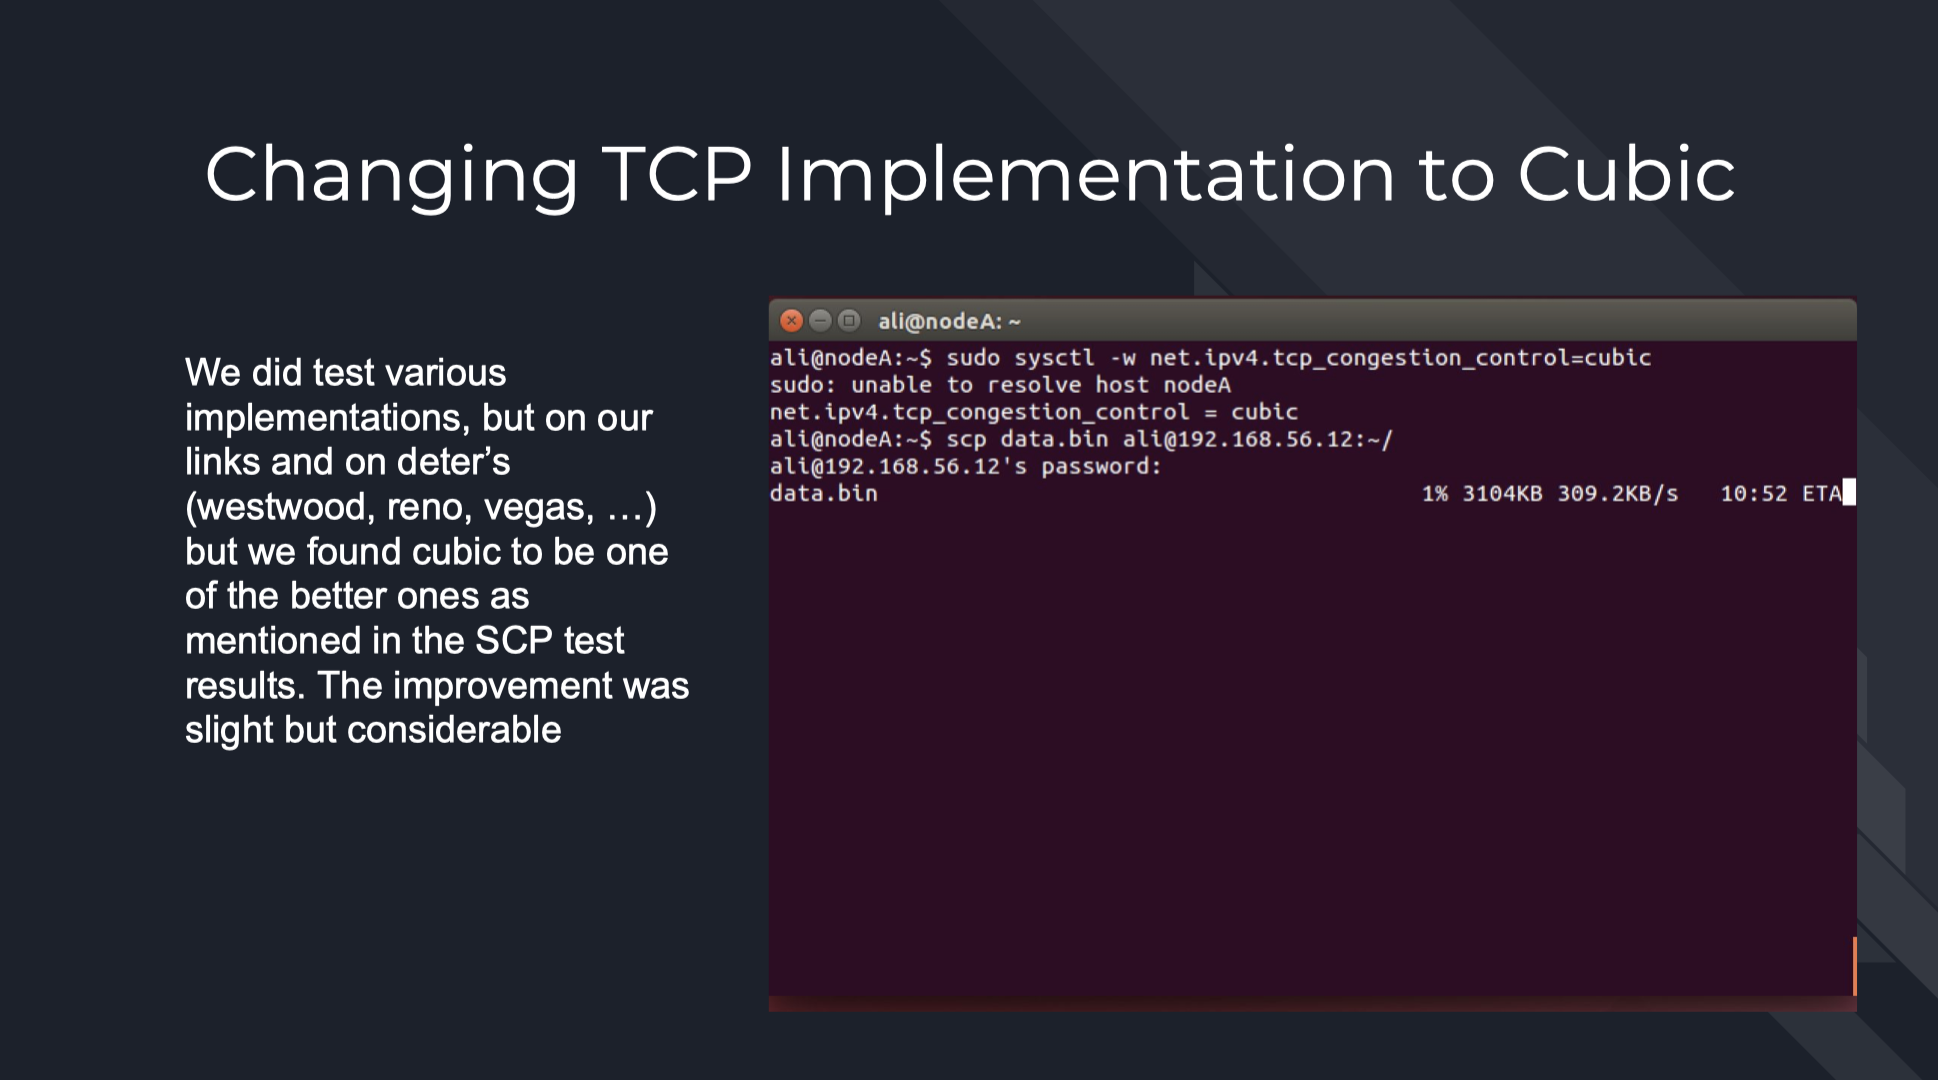 Changing TCP Implementation to Cubic
We did test various
implementations, but on our
links and on deter’s
(westwood, reno, vegas, …)
but we found cubic to be one
of the better ones as
mentioned in the SCP test
results. The improvement was
slight but considerable
ali@nodeA: ~
ali@nodeA:~$ sudo sysctl -w net.ipv4.tcp_congestion_control=cubic
sudo: unable to resolve host nodeA
net.ipv4.tcp_congestion_control = cubic
ali@nodeA:~$ scp data.bin ali@192.168.56.12:~/
ali@192.168.56.12's password:
data.bin 1% 3104KB 309.2KB/s 10:52 ETA